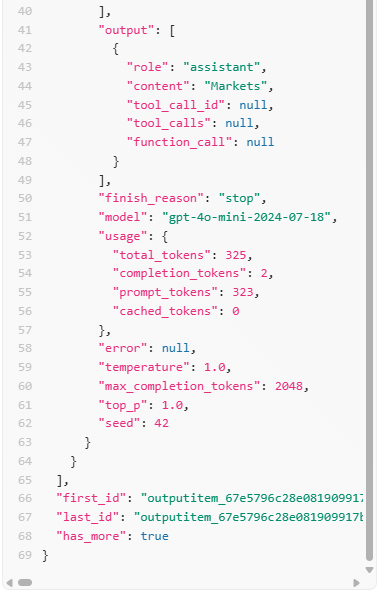 40 ],
41 "output": [
42 {
43 "role": "assistant",
44 "content": "Markets",
45 "tool_call_id": null,
46 "tool_calls": null,
47 "function_call": null
48 }
49 ],
50 "finish_reason": "stop",
51 "model": "gpt-4o-mini-2024-07-18",
52 "usage": {
53 "total_tokens": 325,
54 "completion_tokens": 2,
55 "prompt_tokens": 323,
56 "cached_tokens": 0
57 },
58 "error": null,
59 "temperature": 1.0,
60 "max_completion_tokens": 2048,
61 "top_p": 1.0,
62 "seed": 42
63 }
64 }
65 ],
66 "first_id": "outputitem_67e5796c28e081909917
67 "last_id": "outputitem_67e5796c28e081909917b
68 "has_more": true
69 }